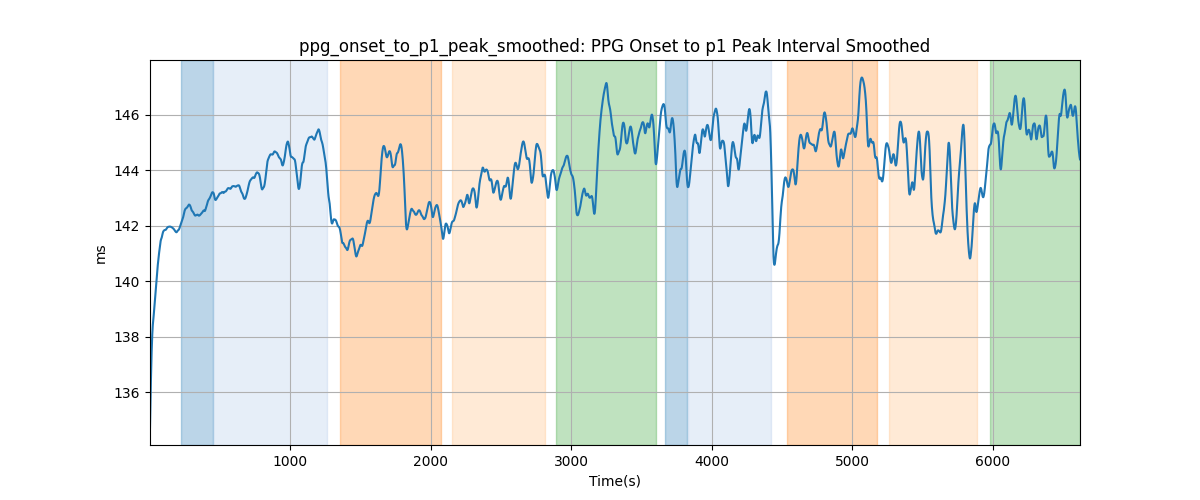 ppg_onset_to_p1_peak_smoothed: PPG Onset to p1 Peak Interval Smoothed
146
144
142
140
138
136
ms
1000 2000 3000 4000 5000 6000
Time(s)